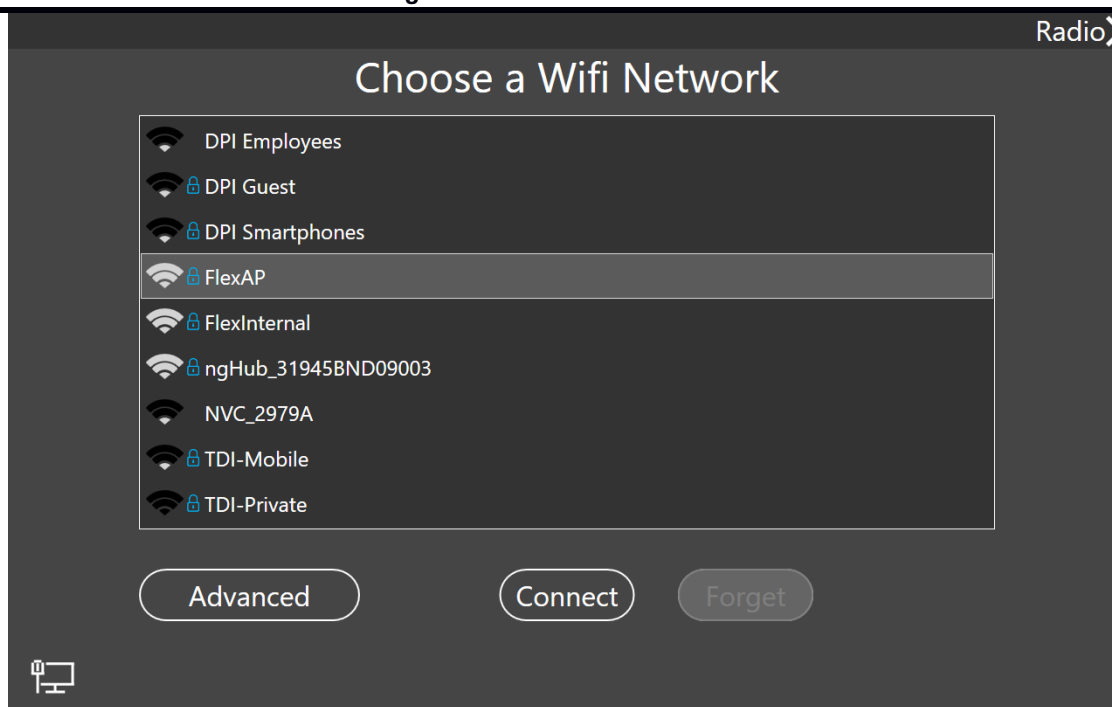 Radio
Choose a Wifi Network
DPI Employees
DPI Guest
DPI Smartphones
FlexAP
FlexInternal
ngHub_31945BND09003
NVC_2979A
TDI-Mobile
TDI-Private
Advanced
Connect
Forget